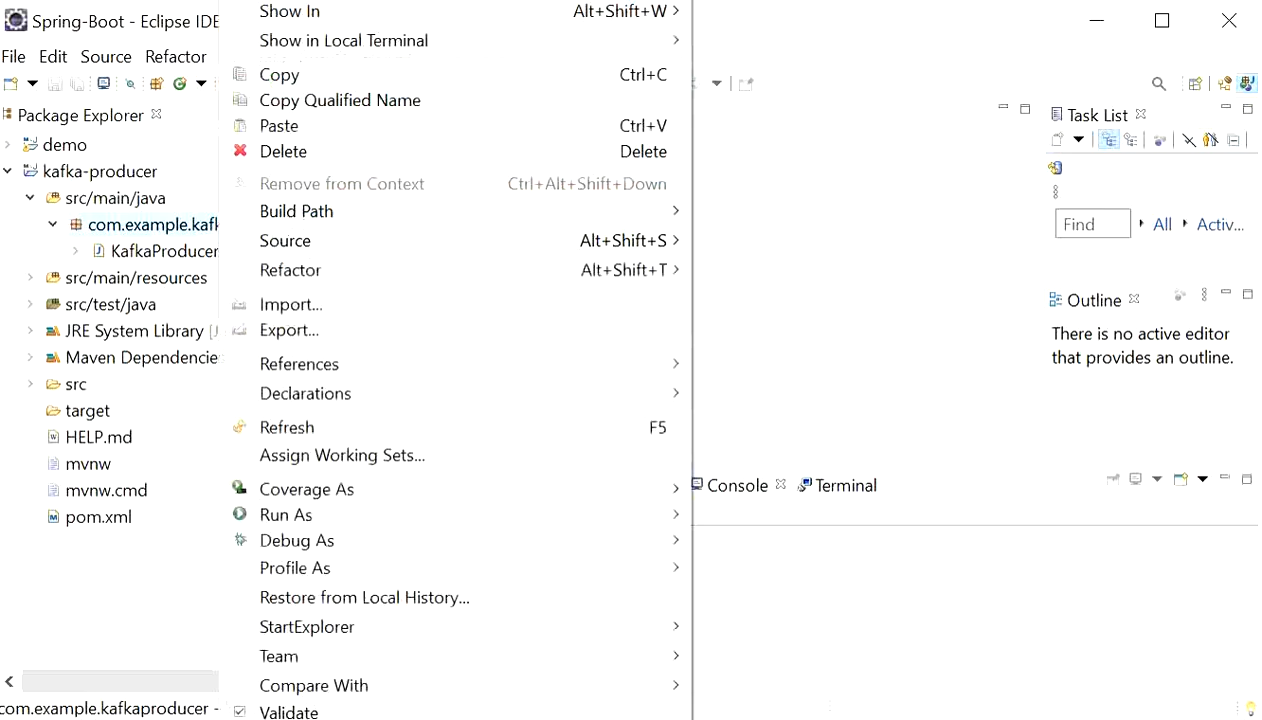 Spring-Boot - Eclipse IDE
File Edit Source Refactor
Package Explorer
demo
kafka-producer
src/main/java
com.example.kafk
KafkaProducer
src/main/resources
src/test/java
JRE System Library [J
Maven Dependencie
src
target
HELP.md
mvnw
mvnw.cmd
pom.xml
com.example.kafkaproducer -
Show In Alt+Shift+W
Show in Local Terminal
Copy Ctrl+C
Copy Qualified Name
Paste Ctrl+V
Delete Delete
Remove from Context Ctrl+Alt+Shift+Down
Build Path
Source Alt+Shift+S
Refactor Alt+Shift+T
Import...
Export...
References
Declarations
Refresh F5
Assign Working Sets...
Coverage As
Run As
Debug As
Profile As
Restore from Local History...
StartExplorer
Team
Compare With
Validate
Task List
Find All Activ...
Outline
There is no active editor
that provides an outline.
Console Terminal